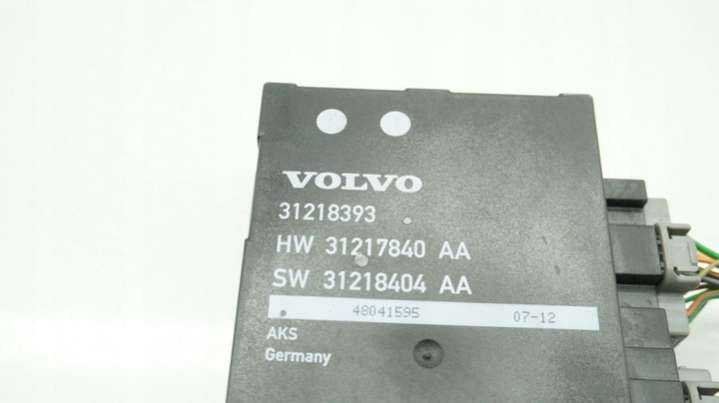 VOLVO
31218393
HW 31217840 AA
SW 31218404 AA
48041595 07-12
AKS
Germany